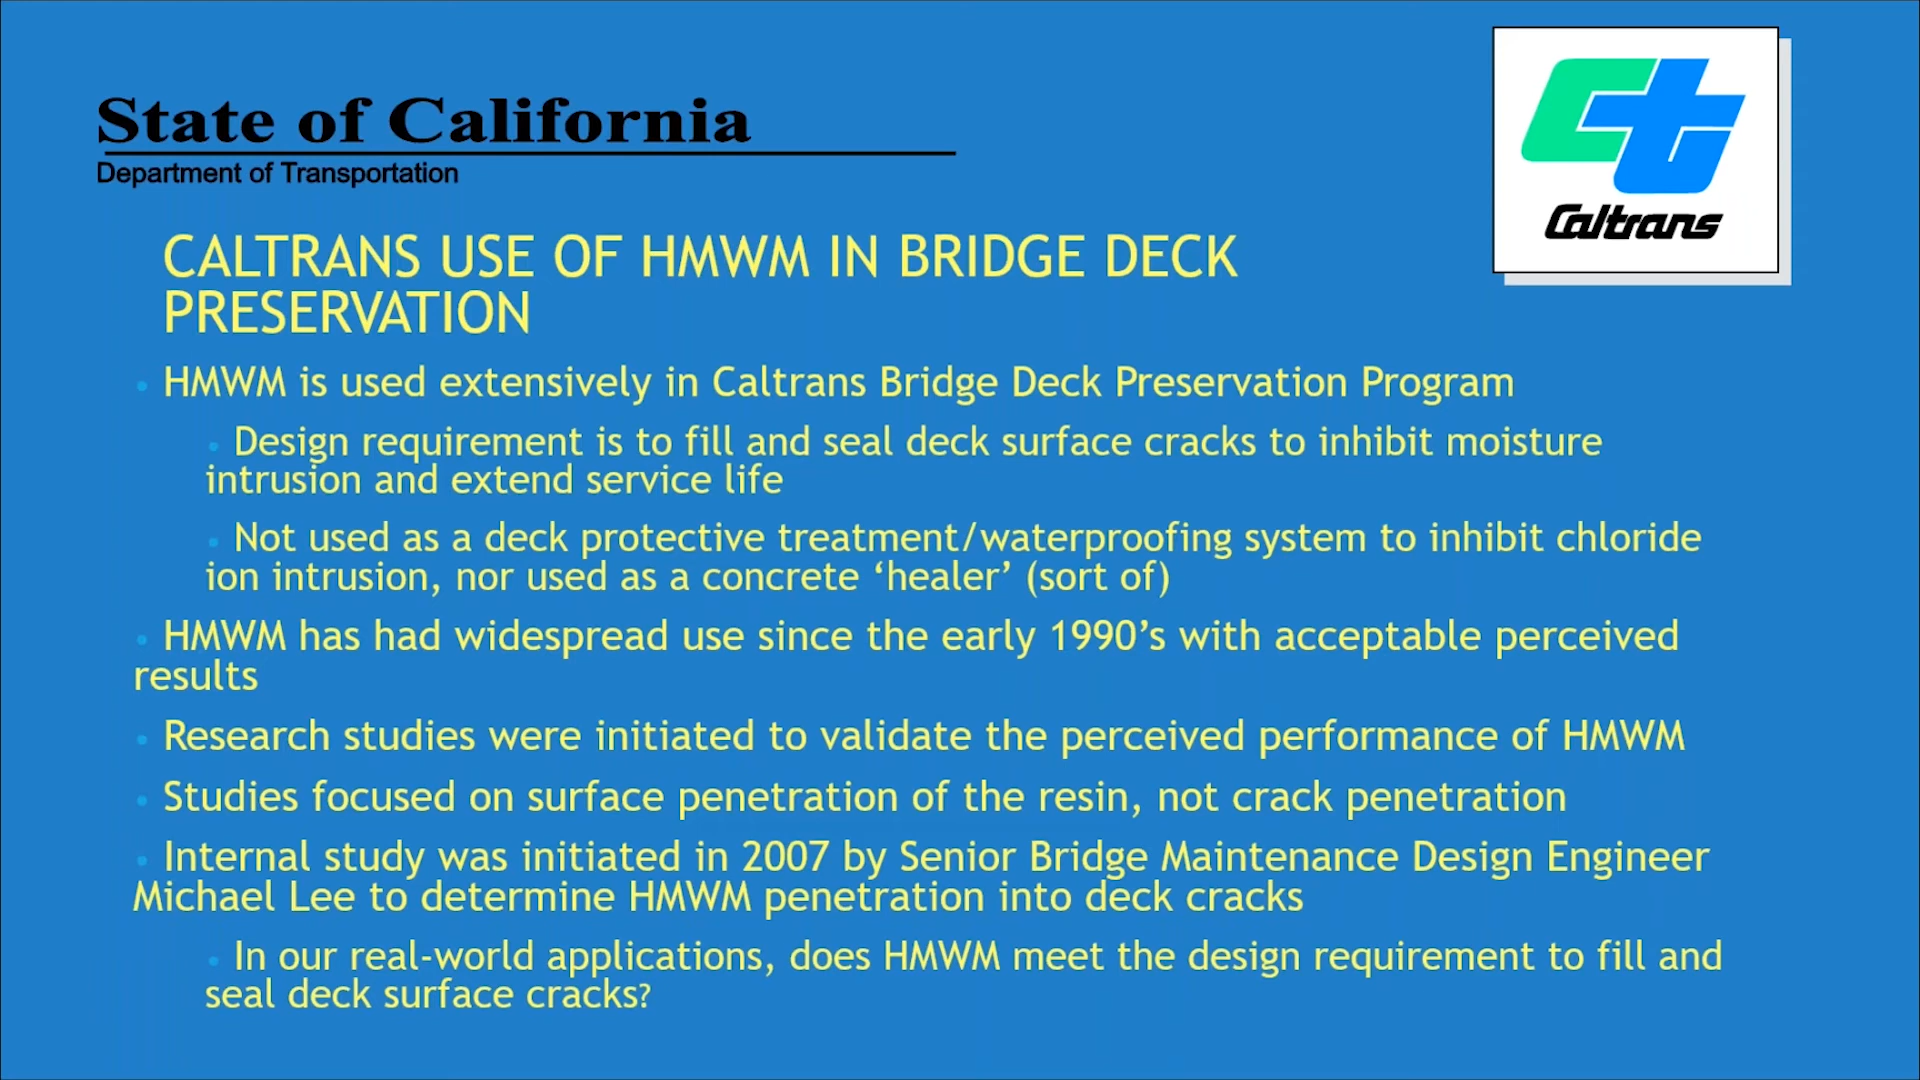 State of California
Department of Transportation
Ct
Caltrans
CALTRANS USE OF HMWM IN BRIDGE DECK
PRESERVATION
• HMWM is used extensively in Caltrans Bridge Deck Preservation Program
• Design requirement is to fill and seal deck surface cracks to inhibit moisture
intrusion and extend service life
• Not used as a deck protective treatment/waterproofing system to inhibit chloride
ion intrusion, nor used as a concrete ‘healer’ (sort of)
• HMWM has had widespread use since the early 1990’s with acceptable perceived
results
• Research studies were initiated to validate the perceived performance of HMWM
• Studies focused on surface penetration of the resin, not crack penetration
• Internal study was initiated in 2007 by Senior Bridge Maintenance Design Engineer
Michael Lee to determine HMWM penetration into deck cracks
• In our real-world applications, does HMWM meet the design requirement to fill and
seal deck surface cracks?